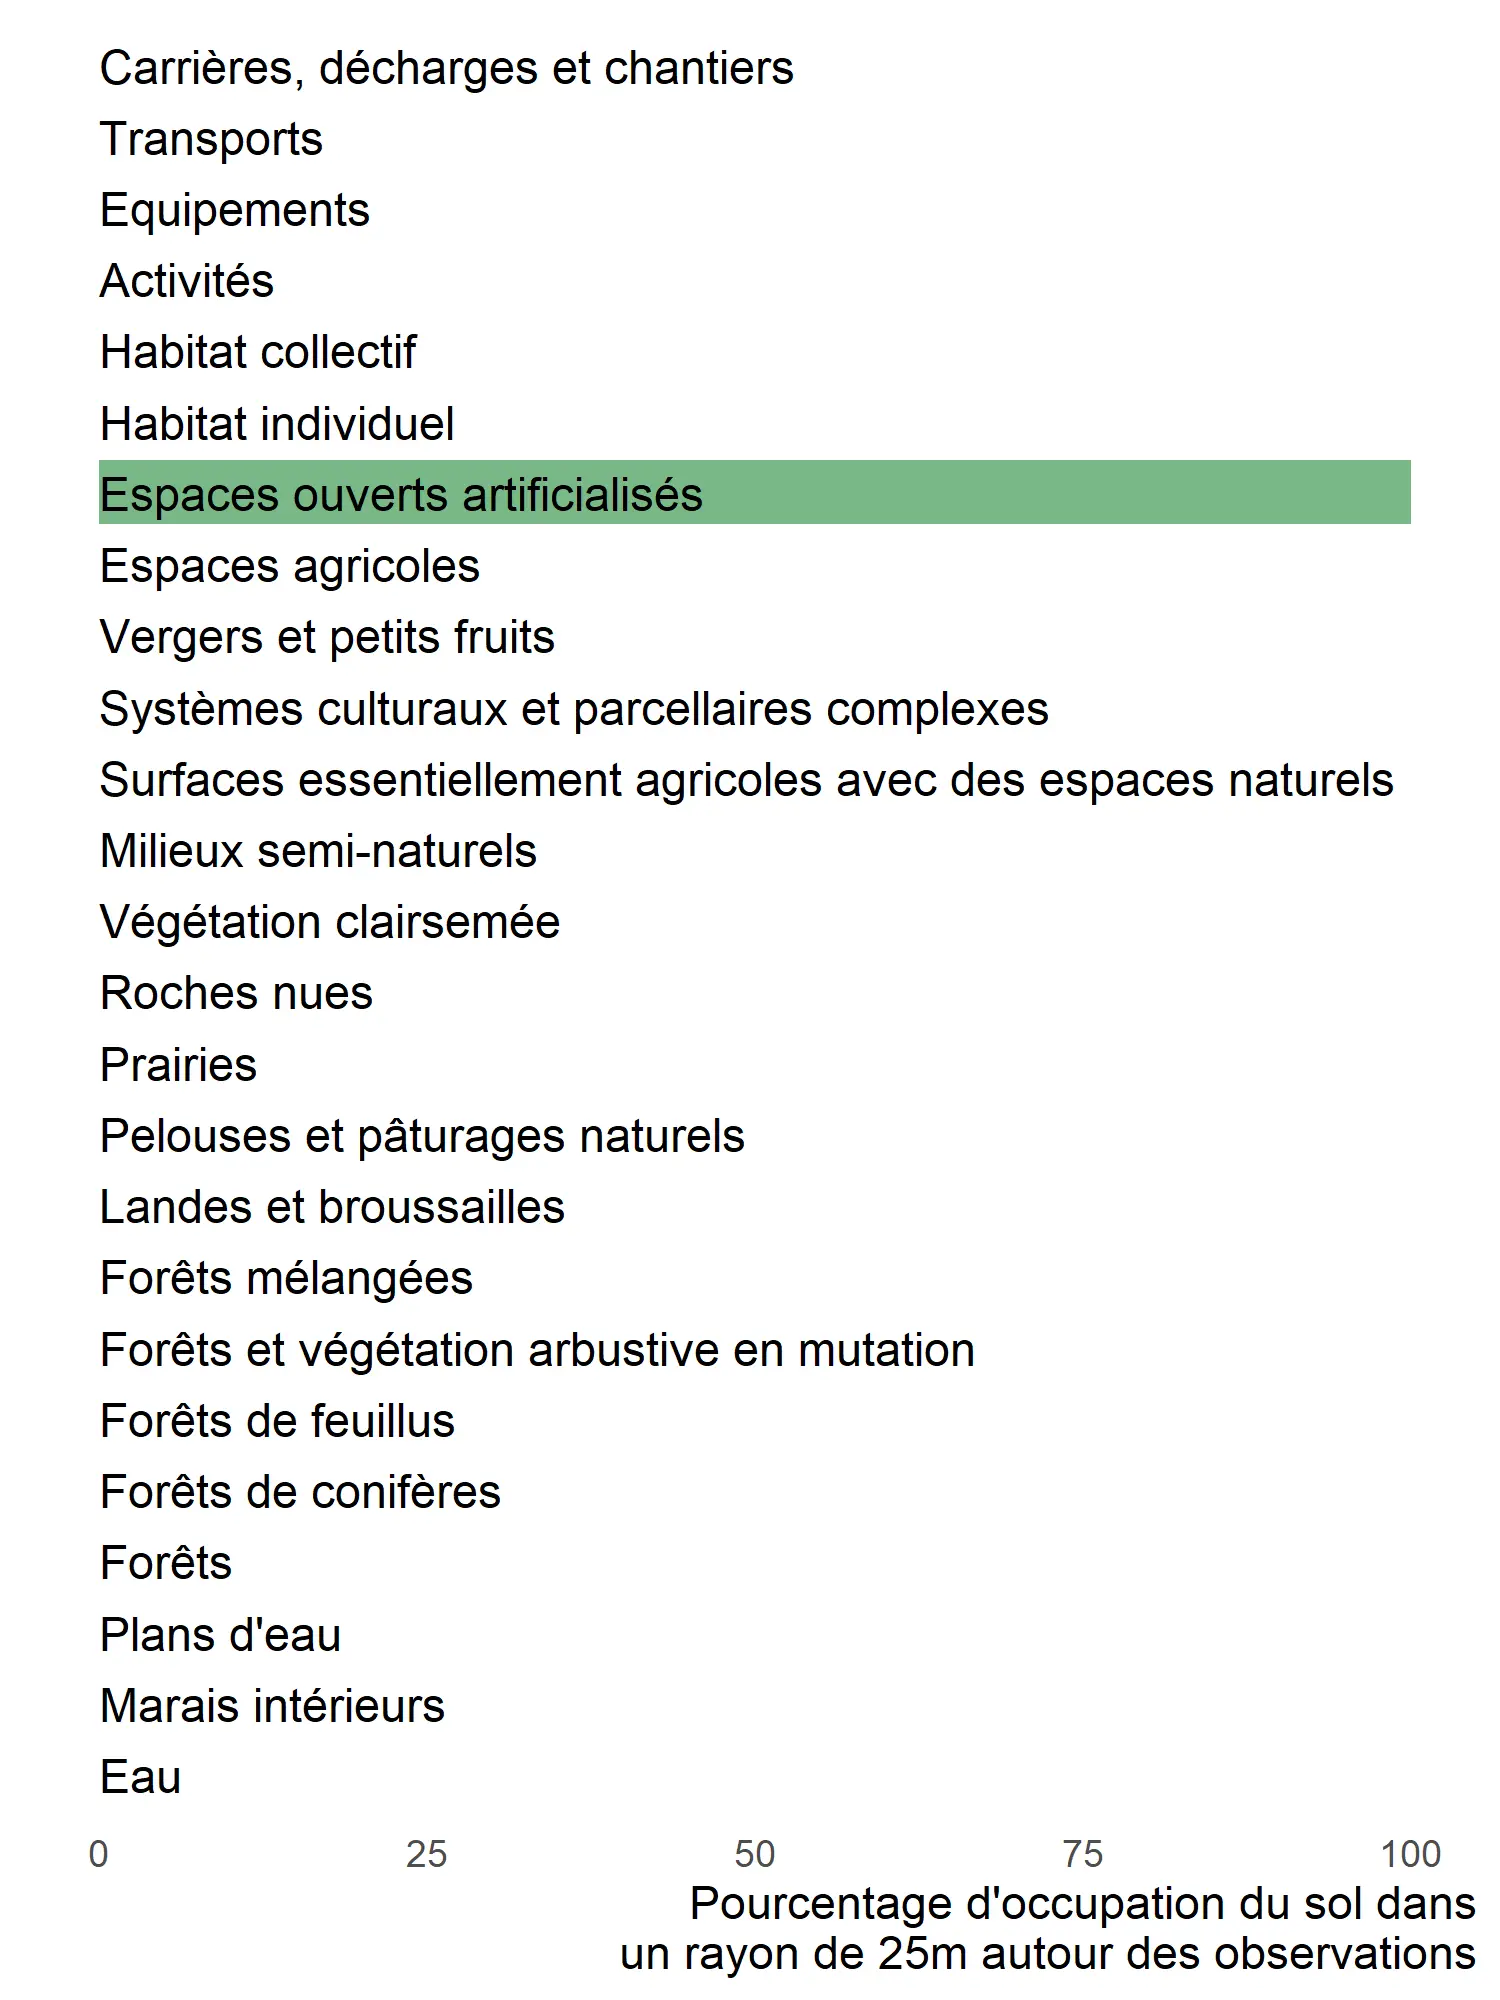 Carrières, décharges et chantiers
Transports
Equipements
Activités
Habitat collectif
Habitat individuel
Espaces ouverts artificialisés
Espaces agricoles
Vergers et petits fruits
Systèmes culturaux et parcellaires complexes
Surfaces essentiellement agricoles avec des espaces naturels
Milieux semi-naturels
Végétation clairsemée
Roches nues
Prairies
Pelouses et pâturages naturels
Landes et broussailles
Forêts mélangées
Forêts et végétation arbustive en mutation
Forêts de feuillus
Forêts de conifères
Forêts
Plans d'eau
Marais intérieurs
Eau
0 25 50 75 100
Pourcentage d'occupation du sol dans
un rayon de 25m autour des observations